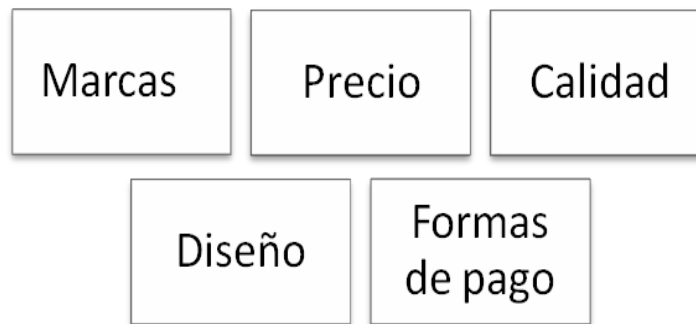 Marcas
Precio
Calidad
Diseño
Formas
de pago